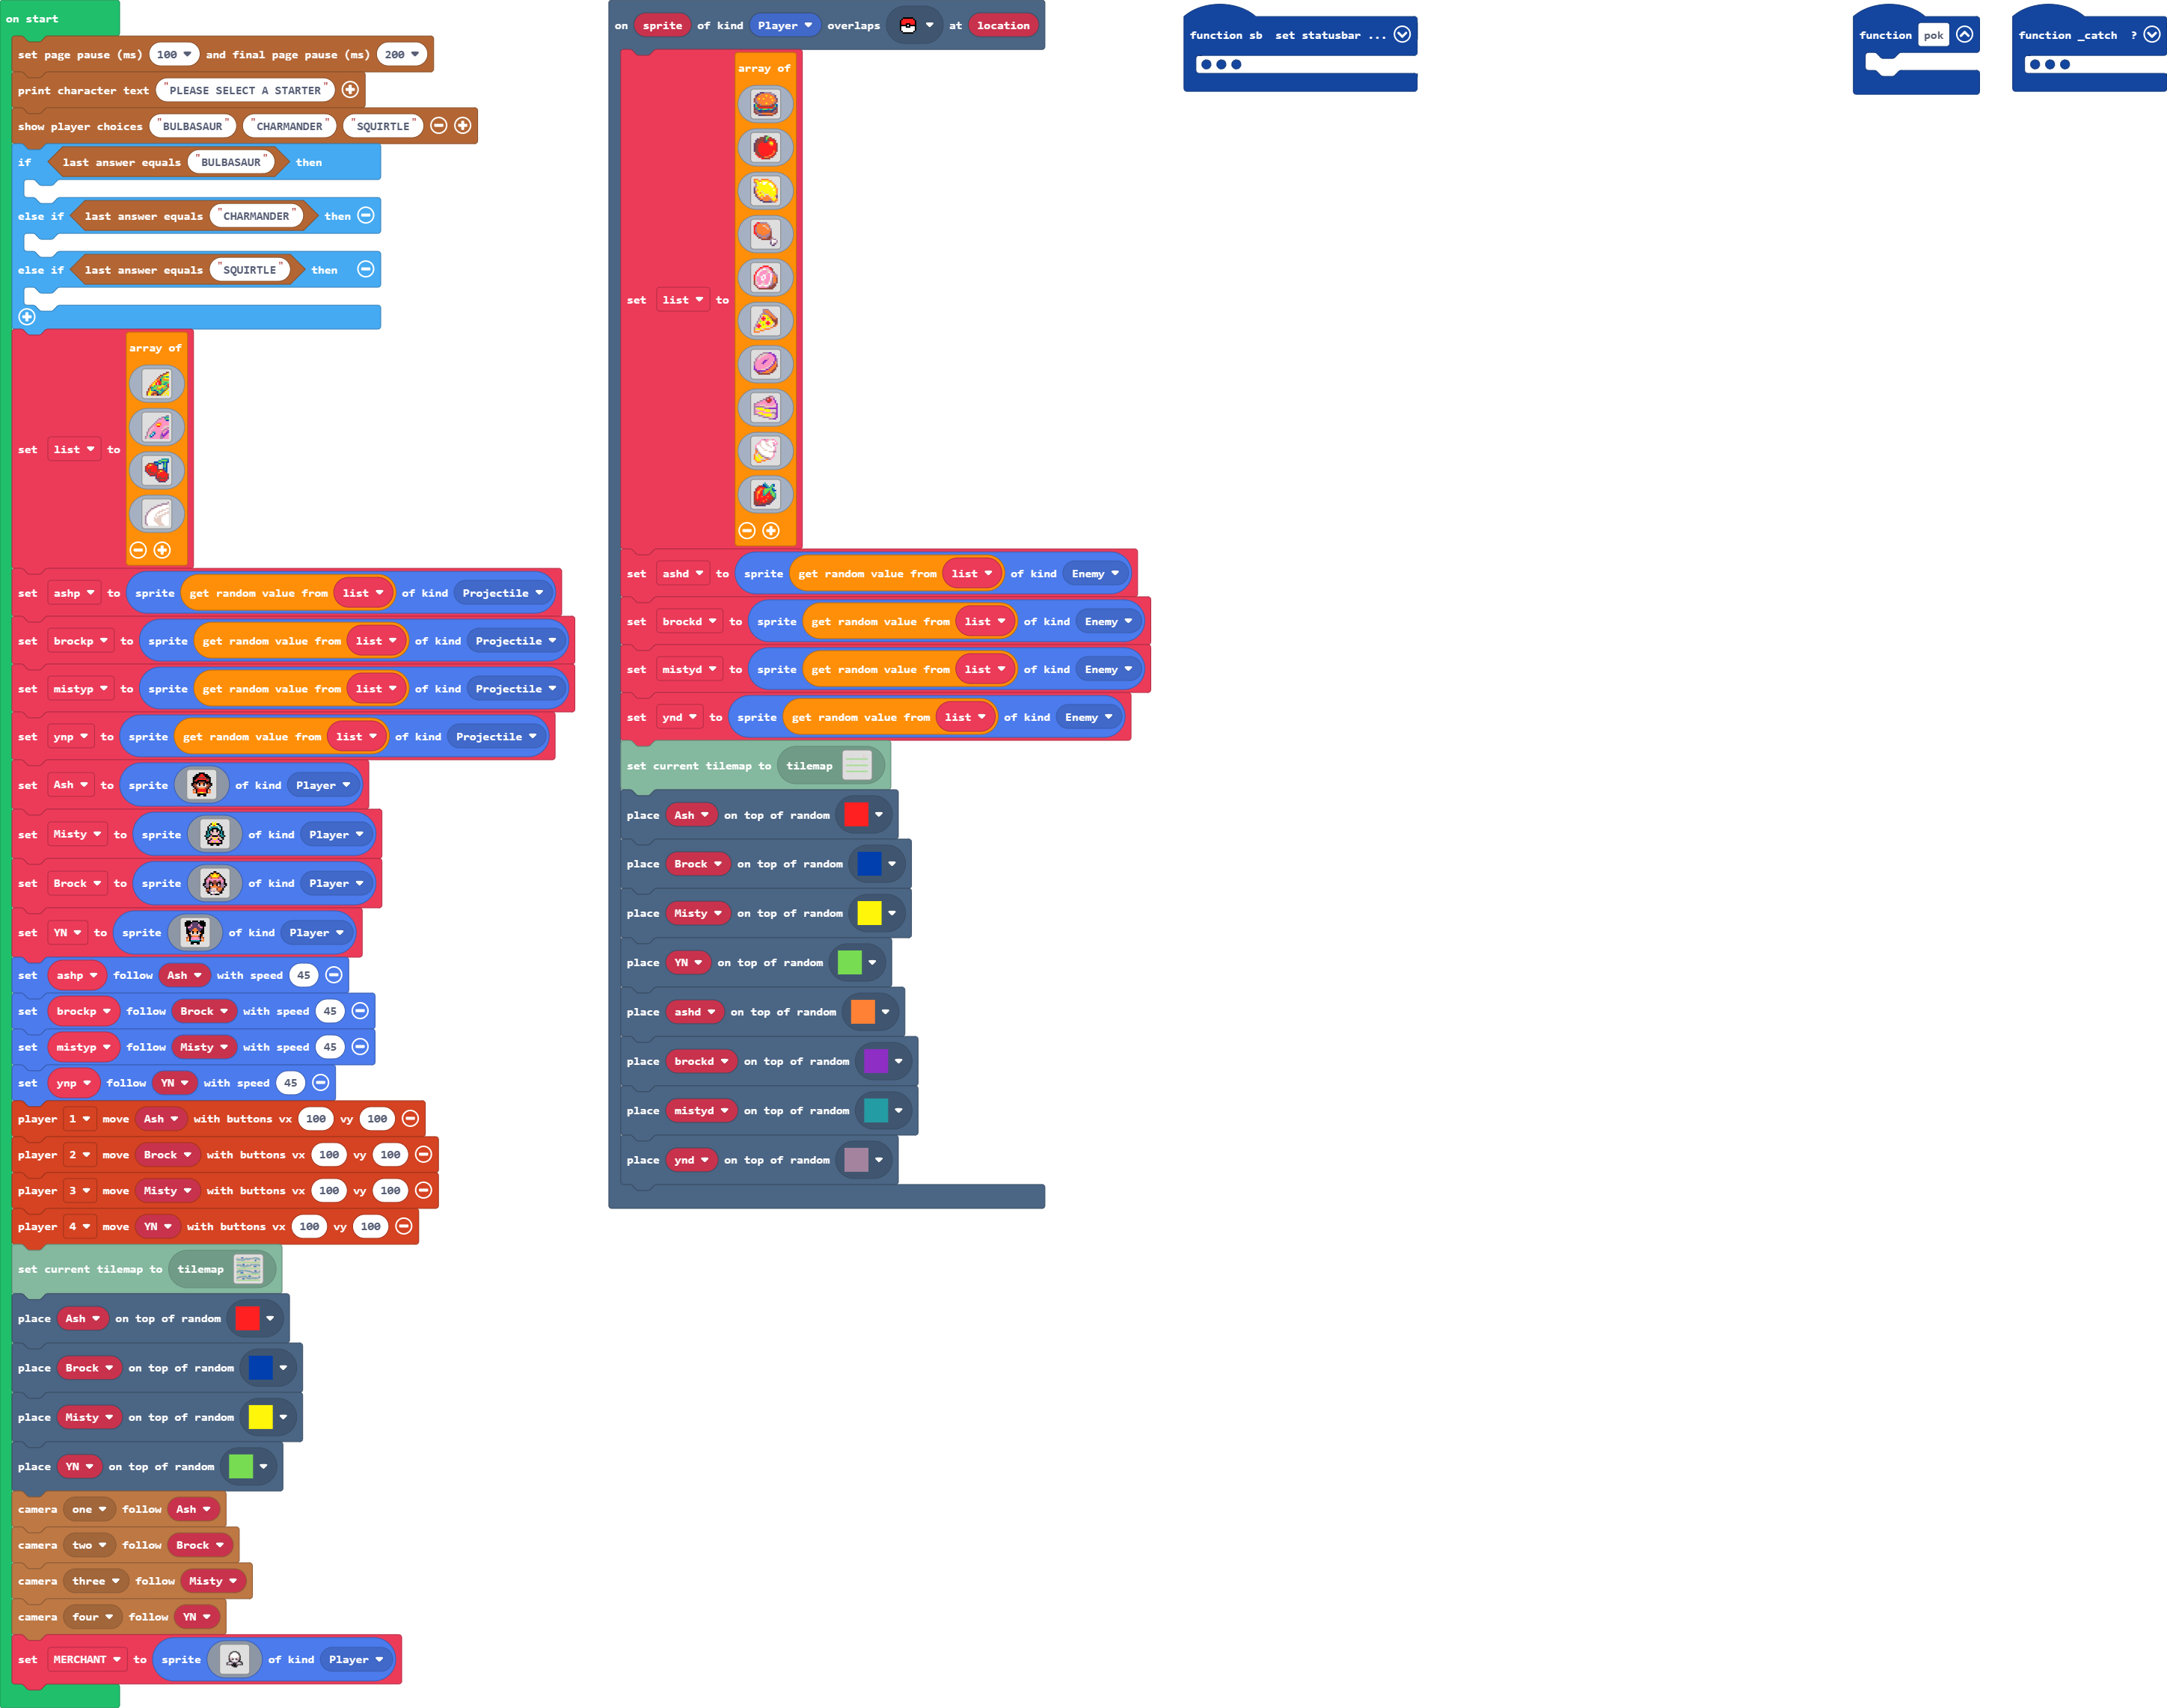 on start
set page pause (ms) 100 and final page pause (ms) 200
print character text "PLEASE SELECT A STARTER"
show player choices "BULBASAUR" "CHARMANDER" "SQUIRTLE"
if last answer equals "BULBASAUR" then
else if last answer equals "CHARMANDER" then
else if last answer equals "SQUIRTLE" then
array of
set list to
set ashp to sprite get random value from list of kind Projectile
set brockp to sprite get random value from list of kind Projectile
set mistyp to sprite get random value from list of kind Projectile
set ynp to sprite get random value from list of kind Projectile
set Ash to sprite of kind Player
set Misty to sprite of kind Player
set Brock to sprite of kind Player
set YN to sprite of kind Player
set ashp follow Ash with speed 45
set brockp follow Brock with speed 45
set mistyp follow Misty with speed 45
set ynp follow YN with speed 45
player 1 move Ash with buttons vx 100 vy 100
player 2 move Brock with buttons vx 100 vy 100
player 3 move Misty with buttons vx 100 vy 100
player 4 move YN with buttons vx 100 vy 100
set current tilemap to tilemap
place Ash on top of random
place Brock on top of random
place Misty on top of random
place YN on top of random
camera one follow Ash
camera two follow Brock
camera three follow Misty
camera four follow YN
set MERCHANT to sprite of kind Player
on sprite of kind Player overlaps at location
array of
set list to
set ashd to sprite get random value from list of kind Enemy
set brockd to sprite get random value from list of kind Enemy
set mistyd to sprite get random value from list of kind Enemy
set ynd to sprite get random value from list of kind Enemy
set current tilemap to tilemap
place Ash on top of random
place Brock on top of random
place Misty on top of random
place YN on top of random
place ashd on top of random
place brockd on top of random
place mistyd on top of random
place ynd on top of random
function sb set statusbar ...
function pok
function _catch ?